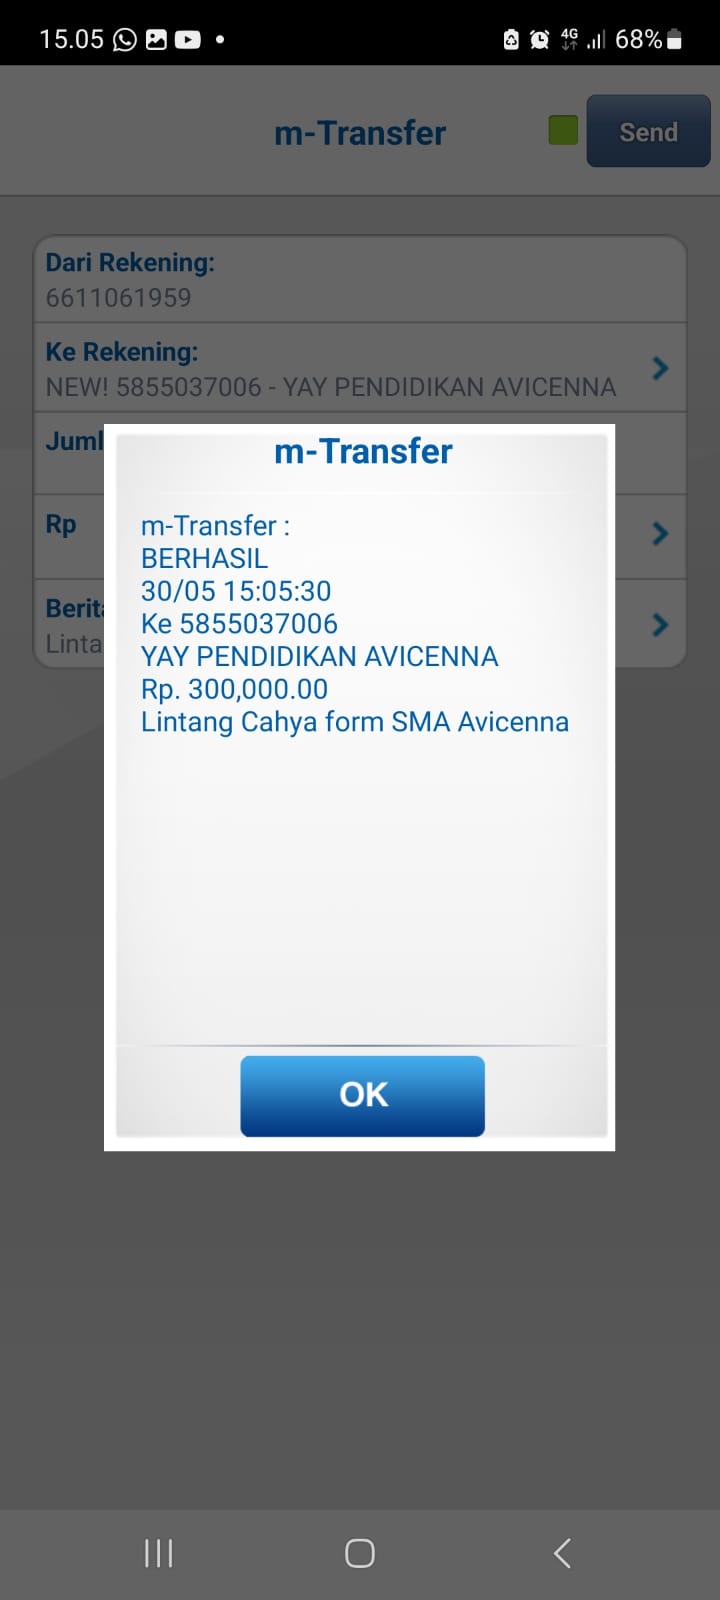 15.05
4G
68%
m-Transfer
Send
Dari Rekening:
6611061959
Ke Rekening:
NEW! 5855037006 - YAY PENDIDIKAN AVICENNA
Juml
Rp
Berita
Linta
m-Transfer
m-Transfer :
BERHASIL
30/05 15:05:30
Ke 5855037006
YAY PENDIDIKAN AVICENNA
Rp. 300,000.00
Lintang Cahya form SMA Avicenna
OK